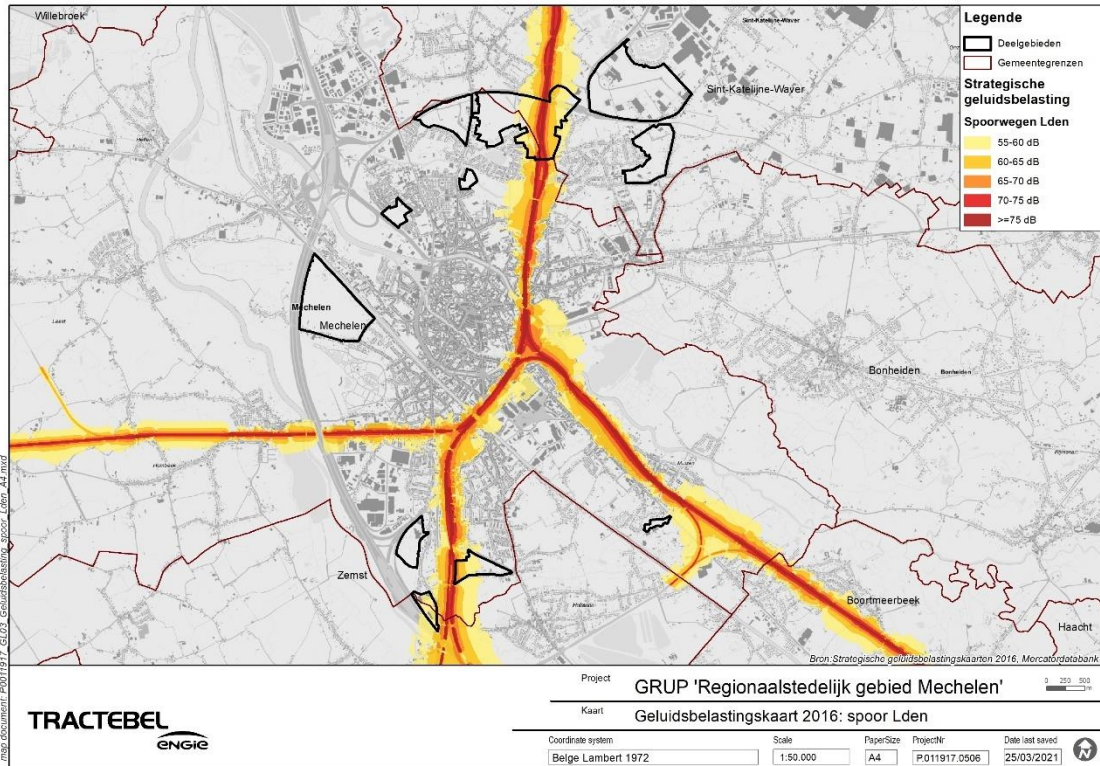 Willebroek
Sint-Katelijne-Waver
Sint-Katelijne-Waver
Mechelen
Mechelen
Bonheiden
Bonheiden
Muizen
Zemst
Boortmeerbeek
Haacht
Legende
Deelgebieden
Gemeentegrenzen
Strategische
geluidsbelasting
Spoorwegen Lden
55-60 dB
60-65 dB
65-70 dB
70-75 dB
>=75 dB
Bron:Strategische geluidsbelastingskaarten 2016, Mercatordatabank
map document: P0011917_GL03_Geluidsbelasting_spoor_Lden_A4.mxd
TRACTEBEL
ENGIE
Project
GRUP 'Regionaalstedelijk gebied Mechelen'
0 250 500
m
Kaart
Geluidsbelastingskaart 2016: spoor Lden
Coordinate system
Belge Lambert 1972
Scale
1:50.000
PaperSize
A4
ProjectNr
P.011917.0506
Date last saved
25/03/2021